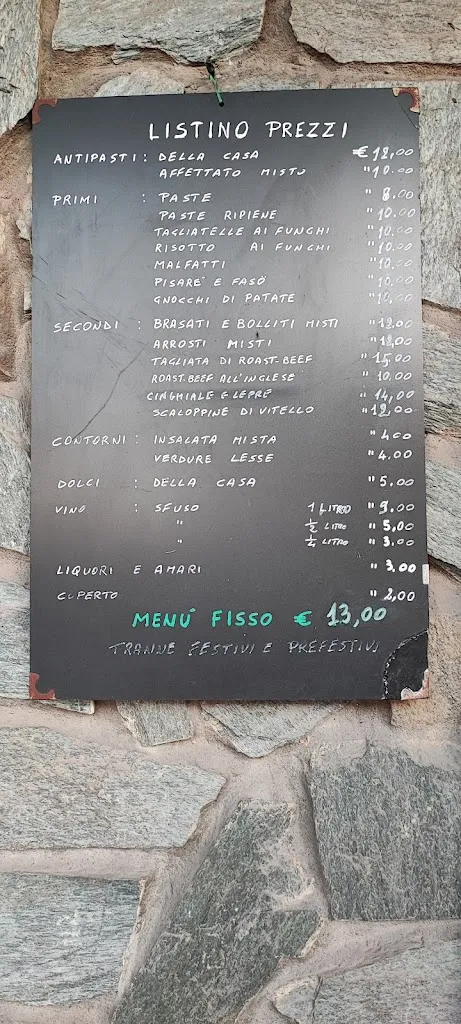 LISTINO PREZZI
ANTIPASTI : DELLA CASA € 12,00
AFFETTATO MISTO " 10.00
PRIMI : PASTE " 8.00
PASTE RIPIENE " 10.00
TAGLIATELLE AI FUNGHI " 10.00
RISOTTO AI FUNGHI " 10.00
MALFATTI " 10.00
PISARE' E FASÖ " 10.00
GNOCCHI DI PATATE " 10,00
SECONDI : BRASATI E BOLLITI MISTI " 12.00
ARROSTI MISTI " 12,00
TAGLIATA DI ROAST-BEEF " 15.00
ROAST-BEEF ALL'INGLESE " 10.00
CINGHIALE E LEPRE " 14,00
SCALOPPINE DI VITELLO " 12,00
CONTORNI : INSALATA MISTA " 4.00
VERDURE LESSE " 4.00
DOLCI : DELLA CASA " 5.00
VINO : SFUSO 1 LITRO " 9.00
" ½ LITRO " 5,00
" ¼ LITRO " 3.00
LIQUORI E AMARI " 3,00
COPERTO " 2,00
MENU' FISSO € 13,00
TRANNE FESTIVI E PREFESTIVI